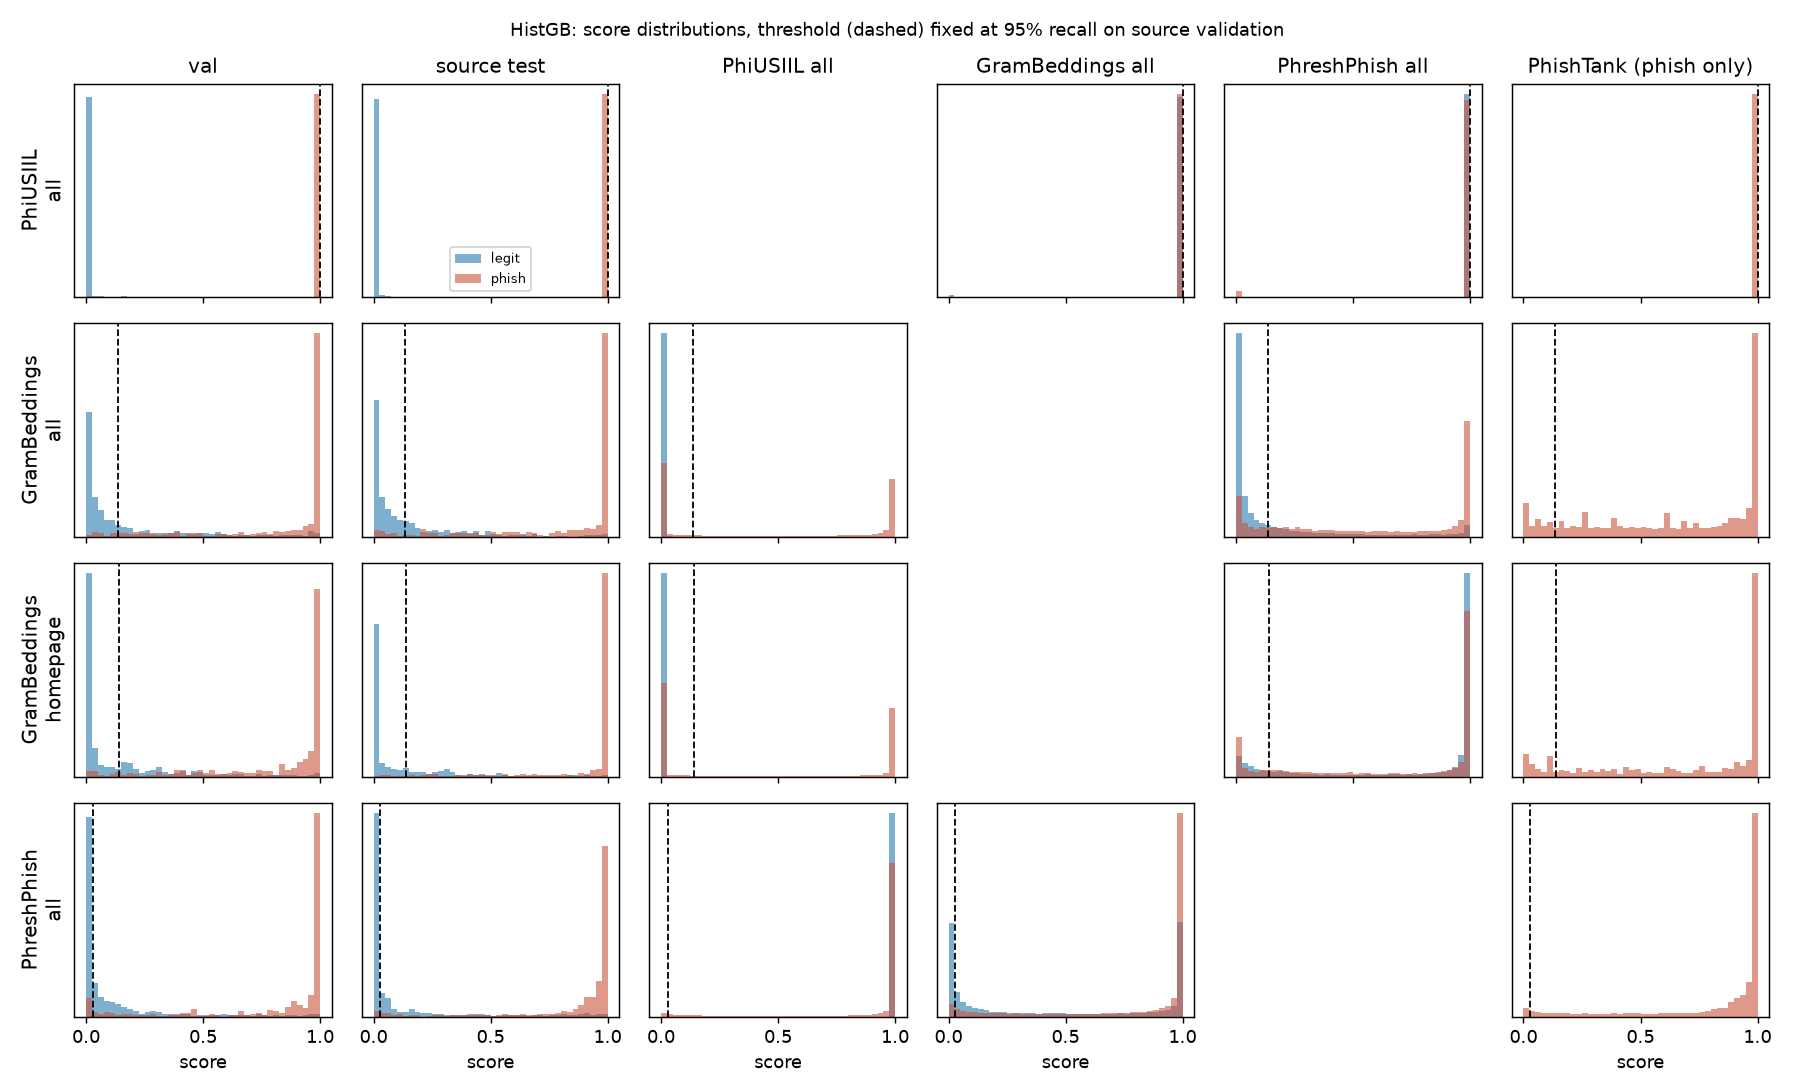 HistGB: score distributions, threshold (dashed) fixed at 95% recall on source validation
val
source test
PhiUSIIL all
GramBeddings all
PhreshPhish all
PhishTank (phish only)
PhiUSIIL
all
legit
phish
GramBeddings
all
GramBeddings
homepage
PhreshPhish
all
0.0 0.5 1.0
score
0.0 0.5 1.0
score
0.0 0.5 1.0
score
0.0 0.5 1.0
score
0.0 0.5 1.0
score